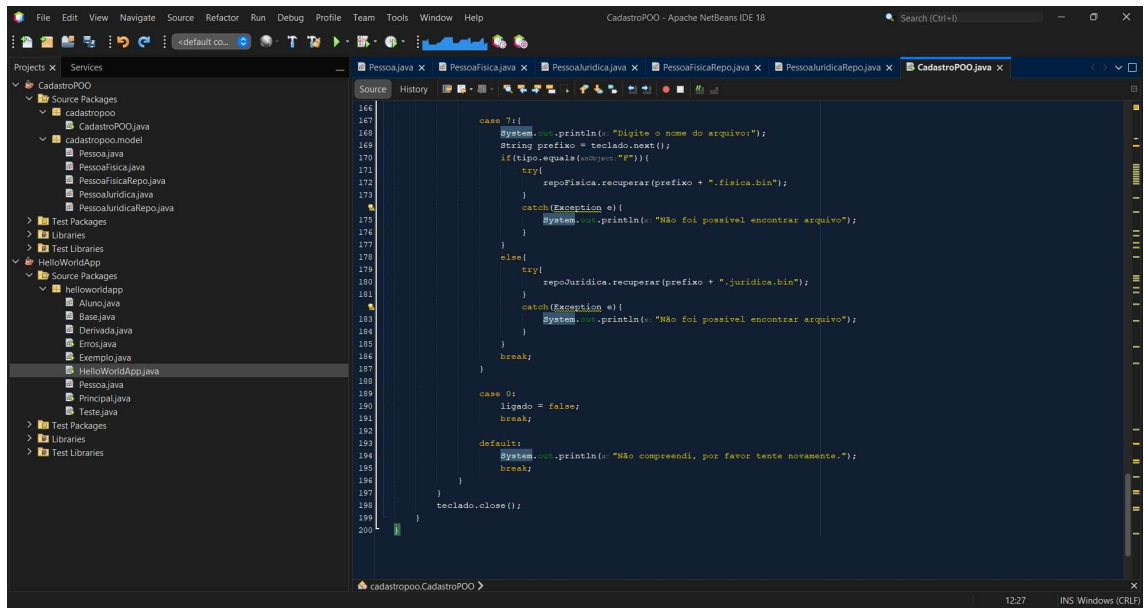 File Edit View Navigate Source Refactor Run Debug Profile Team Tools Window Help CadastroPOO - Apache NetBeans IDE 18 Search (Ctrl+I)
<default co...
Projects Services
Pessoa.java PessoaFisica.java PessoaJuridica.java PessoaFisicaRepo.java PessoaJuridicaRepo.java CadastroPOO.java
Source History
CadastroPOO
Source Packages
cadastropoo
CadastroPOO.java
cadastropoo.model
Pessoa.java
PessoaFisica.java
PessoaFisicaRepo.java
PessoaJuridica.java
PessoaJuridicaRepo.java
Test Packages
Libraries
Test Libraries
HelloWorldApp
Source Packages
helloworldapp
Aluno.java
Base.java
Derivada.java
Erros.java
Exemplo.java
HelloWorldApp.java
Pessoa.java
Principal.java
Teste.java
Test Packages
Libraries
Test Libraries
166
167 case 7:{
168 System.out.println(x: "Digite o nome do arquivo:");
169 String prefixo = teclado.next();
170 if(tipo.equals(anObject: "F")){
171 try{
172 repoFisica.recuperar(prefixo + ".fisica.bin");
173 }
catch(Exception e){
175 System.out.println(x: "Não foi possível encontrar arquivo");
176 }
177 }
178 else{
179 try{
180 repoJuridica.recuperar(prefixo + ".juridica.bin");
181 }
catch(Exception e){
183 System.out.println(x: "Não foi possível encontrar arquivo");
184 }
185 }
186 break;
187 }
188
189 case 0:
190 ligado = false;
191 break;
192
193 default:
194 System.out.println(x: "Não compreendi, por favor tente novamente.");
195 break;
196 }
197 }
198 teclado.close();
199 }
200 }
cadastropoo.CadastroPOO
12:27 INS Windows (CRLF)